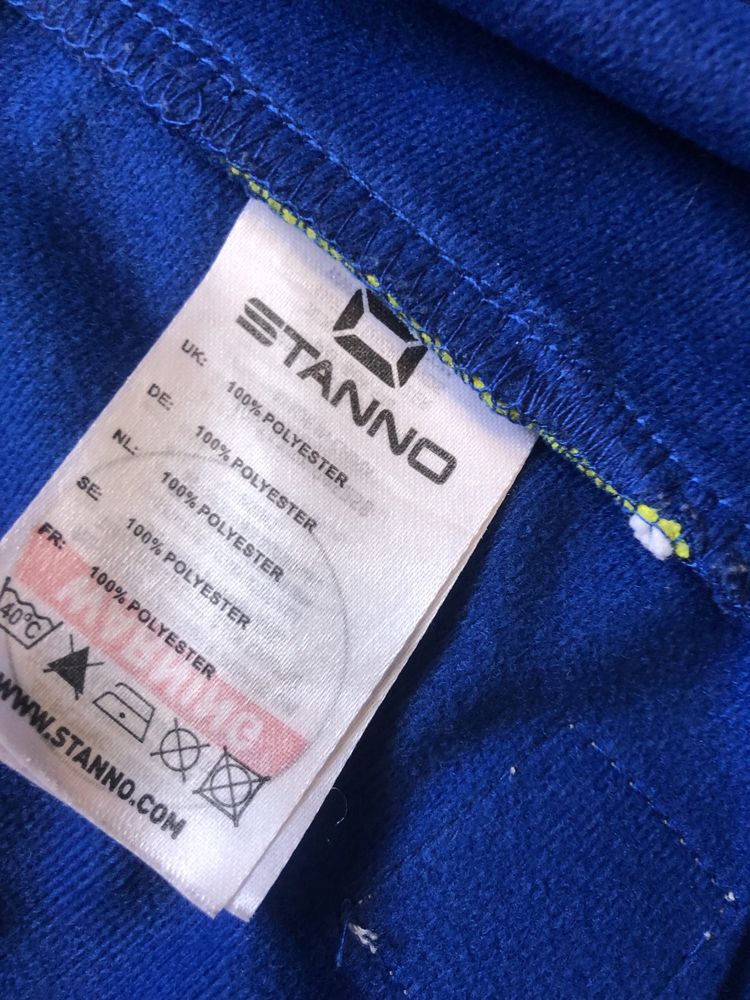 STANNO
UK: 100% POLYESTER
DE: 100% POLYESTER
NL: 100% POLYESTER
SE: 100% POLYESTER
FR: 100% POLYESTER
40°C
WWW.STANNO.COM